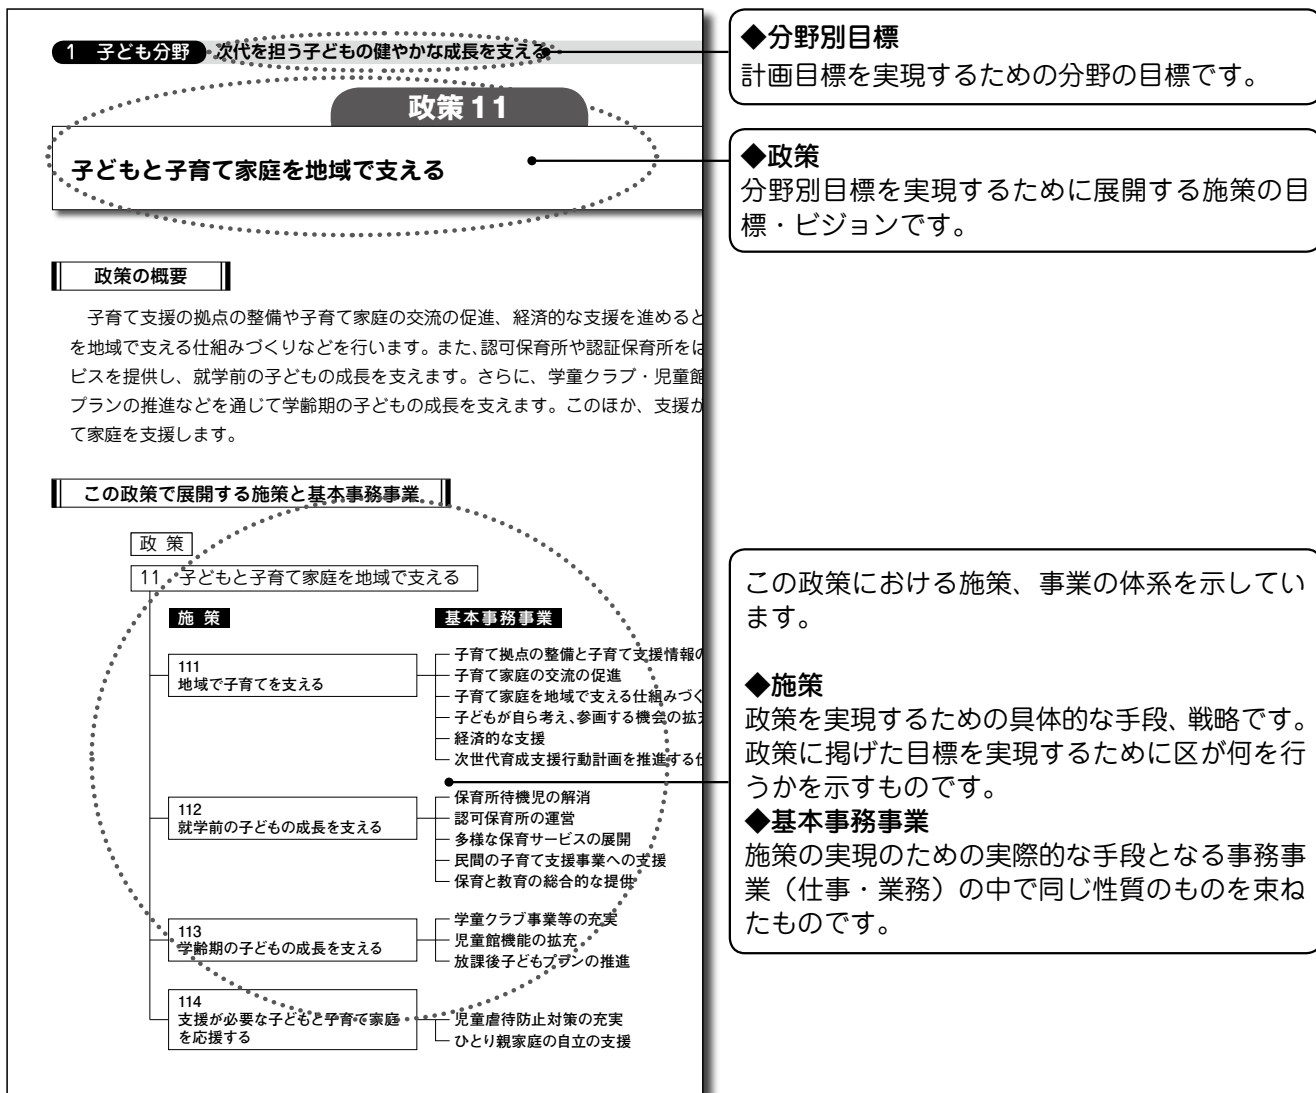 1 子ども分野 次代を担う子どもの健やかな成長を支える
政策11
子どもと子育て家庭を地域で支える
政策の概要
子育て支援の拠点の整備や子育て家庭の交流の促進、経済的な支援を進めると
を地域で支える仕組みづくりなどを行います。また、認可保育所や認証保育所をは
ビスを提供し、就学前の子どもの成長を支えます。さらに、学童クラブ・児童館
プランの推進などを通じて学齢期の子どもの成長を支えます。このほか、支援が
て家庭を支援します。
この政策で展開する施策と基本事務事業
政 策
11 子どもと子育て家庭を地域で支える
施 策
基本事務事業
111
地域で子育てを支える
子育て拠点の整備と子育て支援情報の
子育て家庭の交流の促進
子育て家庭を地域で支える仕組みづく
子どもが自ら考え、参画する機会の拡充
経済的な支援
次世代育成支援行動計画を推進する仕
112
就学前の子どもの成長を支える
保育所待機児の解消
認可保育所の運営
多様な保育サービスの展開
民間の子育て支援事業への支援
保育と教育の総合的な提供
113
学齢期の子どもの成長を支える
学童クラブ事業等の充実
児童館機能の拡充
放課後子どもプランの推進
114
支援が必要な子どもと子育て家庭
を応援する
児童虐待防止対策の充実
ひとり親家庭の自立の支援
◆分野別目標
計画目標を実現するための分野の目標です。
◆政策
分野別目標を実現するために展開する施策の目
標・ビジョンです。
この政策における施策、事業の体系を示してい
ます。
◆施策
政策を実現するための具体的な手段、戦略です。
政策に掲げた目標を実現するために区が何を行
うかを示すものです。
◆基本事務事業
施策の実現のための実際的な手段となる事務事
業（仕事・業務）の中で同じ性質のものを束ね
たものです。